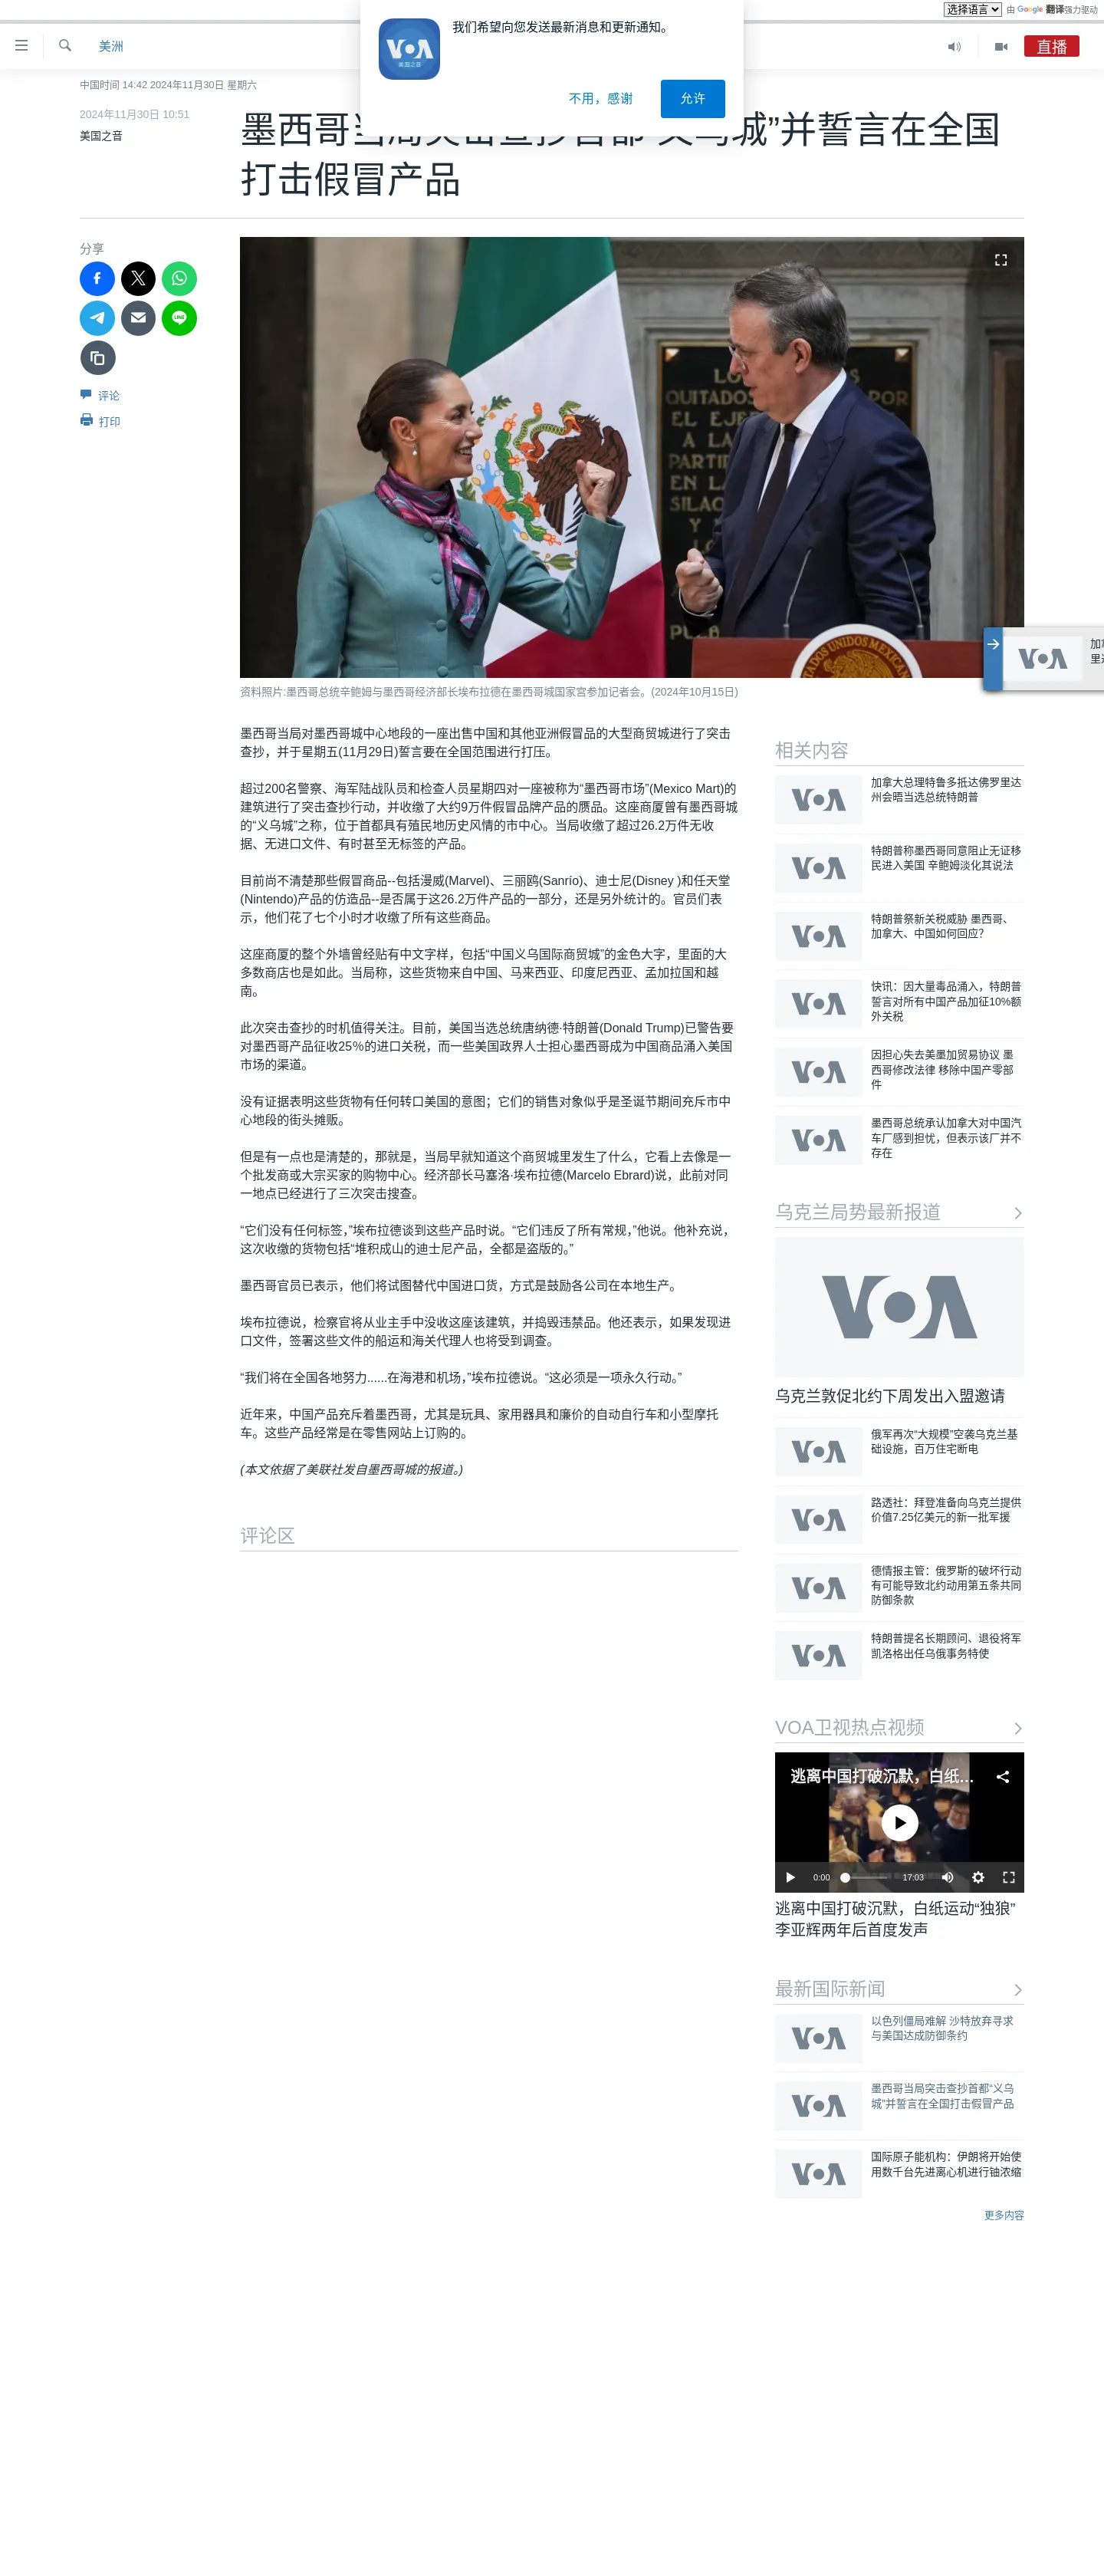 选择语言
由 Google 翻译强力驱动
我们希望向您发送最新消息和更新通知。
VOA
美国之音
不用，感谢
允许
美洲
直播
中国时间 14:42 2024年11月30日 星期六
2024年11月30日 10:51
美国之音
墨西哥当局突击查抄首都“义乌城”并誓言在全国
打击假冒产品
分享
评论
打印
QUITADO
POR EL
EL EJER
A LA
PARTID
EN EL
SILAC
Y
ESTADOS UNIDOS MEXICAN
资料照片:墨西哥总统辛鲍姆与墨西哥经济部长埃布拉德在墨西哥城国家宫参加记者会。(2024年10月15日)
VOA
墨西哥当局对墨西哥城中心地段的一座出售中国和其他亚洲假冒品的大型商贸城进行了突击
查抄，并于星期五(11月29日)誓言要在全国范围进行打压。
超过200名警察、海军陆战队员和检查人员星期四对一座被称为“墨西哥市场”(Mexico Mart)的
建筑进行了突击查抄行动，并收缴了大约9万件假冒品牌产品的赝品。这座商厦曾有墨西哥城
的“义乌城”之称，位于首都具有殖民地历史风情的市中心。当局收缴了超过26.2万件无收
据、无进口文件、有时甚至无标签的产品。
目前尚不清楚那些假冒商品--包括漫威(Marvel)、三丽鸥(Sanrío)、迪士尼(Disney )和任天堂
(Nintendo)产品的仿造品--是否属于这26.2万件产品的一部分，还是另外统计的。官员们表
示，他们花了七个小时才收缴了所有这些商品。
这座商厦的整个外墙曾经贴有中文字样，包括“中国义乌国际商贸城”的金色大字，里面的大
多数商店也是如此。当局称，这些货物来自中国、马来西亚、印度尼西亚、孟加拉国和越
南。
此次突击查抄的时机值得关注。目前，美国当选总统唐纳德·特朗普(Donald Trump)已警告要
对墨西哥产品征收25%的进口关税，而一些美国政界人士担心墨西哥成为中国商品涌入美国
市场的渠道。
没有证据表明这些货物有任何转口美国的意图；它们的销售对象似乎是圣诞节期间充斥市中
心地段的街头摊贩。
但是有一点也是清楚的，那就是，当局早就知道这个商贸城里发生了什么，它看上去像是一
个批发商或大宗买家的购物中心。经济部长马塞洛·埃布拉德(Marcelo Ebrard)说，此前对同
一地点已经进行了三次突击搜查。
“它们没有任何标签，”埃布拉德谈到这些产品时说。“它们违反了所有常规，”他说。他补充说，
这次收缴的货物包括“堆积成山的迪士尼产品，全都是盗版的。”
墨西哥官员已表示，他们将试图替代中国进口货，方式是鼓励各公司在本地生产。
埃布拉德说，检察官将从业主手中没收这座该建筑，并捣毁违禁品。他还表示，如果发现进
口文件，签署这些文件的船运和海关代理人也将受到调查。
“我们将在全国各地努力......在海港和机场，”埃布拉德说。“这必须是一项永久行动。”
近年来，中国产品充斥着墨西哥，尤其是玩具、家用器具和廉价的自动自行车和小型摩托
车。这些产品经常是在零售网站上订购的。
(本文依据了美联社发自墨西哥城的报道。)
评论区
相关内容
VOA
加拿大总理特鲁多抵达佛罗里达
州会晤当选总统特朗普
VOA
特朗普称墨西哥同意阻止无证移
民进入美国 辛鲍姆淡化其说法
VOA
特朗普祭新关税威胁 墨西哥、
加拿大、中国如何回应？
VOA
快讯：因大量毒品涌入，特朗普
誓言对所有中国产品加征10%额
外关税
VOA
因担心失去美墨加贸易协议 墨
西哥修改法律 移除中国产零部
件
VOA
墨西哥总统承认加拿大对中国汽
车厂感到担忧，但表示该厂并不
存在
乌克兰局势最新报道
VOA
乌克兰敦促北约下周发出入盟邀请
VOA
俄军再次“大规模”空袭乌克兰基
础设施，百万住宅断电
VOA
路透社：拜登准备向乌克兰提供
价值7.25亿美元的新一批军援
VOA
德情报主管：俄罗斯的破坏行动
有可能导致北约动用第五条共同
防御条款
VOA
特朗普提名长期顾问、退役将军
凯洛格出任乌俄事务特使
VOA卫视热点视频
逃离中国打破沉默，白纸...
0:00
17:03
逃离中国打破沉默，白纸运动“独狼”
李亚辉两年后首度发声
最新国际新闻
VOA
以色列僵局难解 沙特放弃寻求
与美国达成防御条约
VOA
墨西哥当局突击查抄首都“义乌
城”并誓言在全国打击假冒产品
VOA
国际原子能机构：伊朗将开始使
用数千台先进离心机进行铀浓缩
更多内容